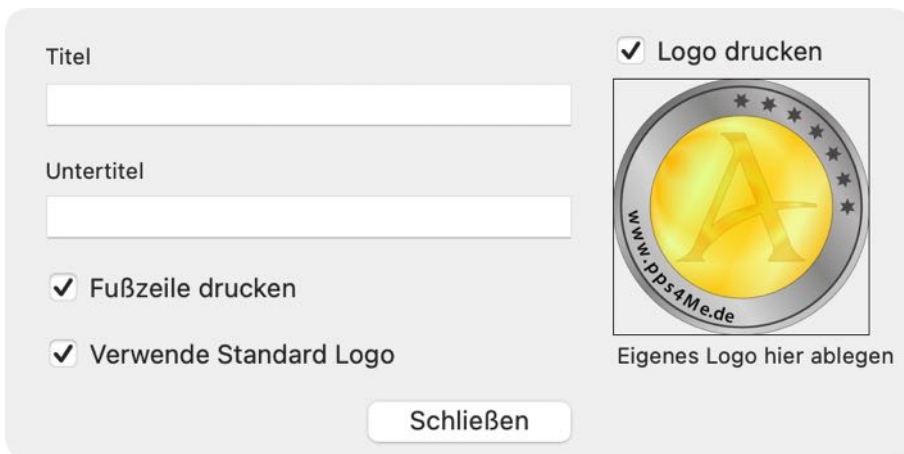 Titel
Untertitel
Fußzeile drucken
Verwende Standard Logo
Schließen
Logo drucken
www.pps4Me.de
Eigenes Logo hier ablegen